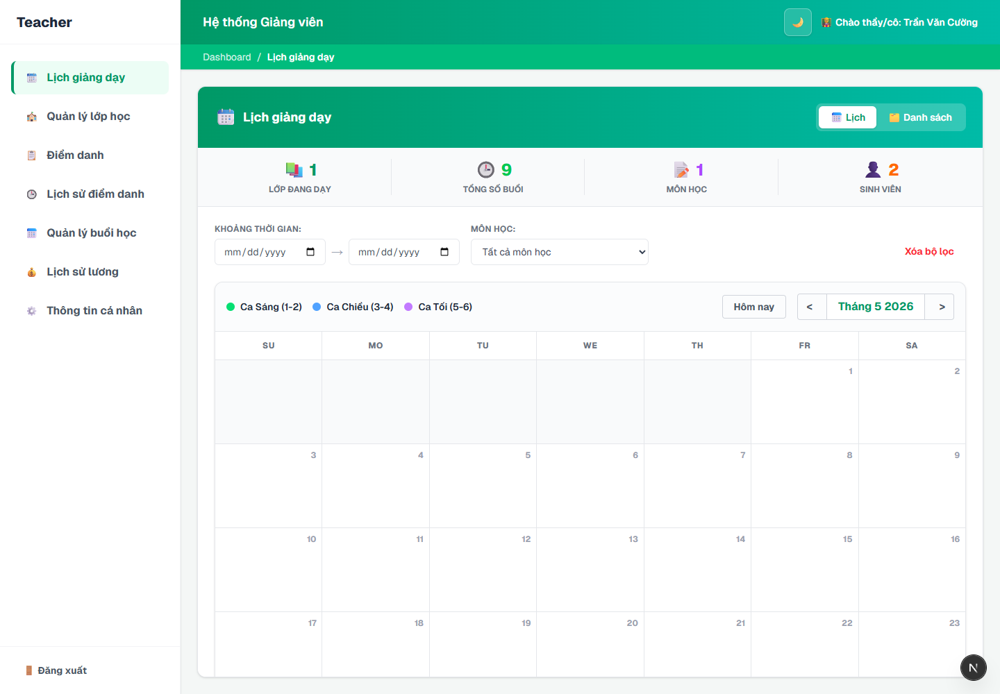 Teacher
Lịch giảng dạy
Quản lý lớp học
Điểm danh
Lịch sử điểm danh
Quản lý buổi học
Lịch sử lương
Thông tin cá nhân
Đăng xuất
Hệ thống Giảng viên
Chào thầy/cô: Trần Văn Cường
Dashboard / Lịch giảng dạy
Lịch giảng dạy
Lịch
Danh sách
1
LỚP ĐANG DẠY
9
TỔNG SỐ BUỔI
1
MÔN HỌC
2
SINH VIÊN
KHOẢNG THỜI GIAN:
MÔN HỌC:
mm/dd/yyyy → mm/dd/yyyy
Tất cả môn học
Xóa bộ lọc
Ca Sáng (1-2)
Ca Chiều (3-4)
Ca Tối (5-6)
Hôm nay
< Tháng 5 2026 >
SU MO TU WE TH FR SA
1 2
3 4 5 6 7 8 9
10 11 12 13 14 15 16
17 18 19 20 21 22 23
N